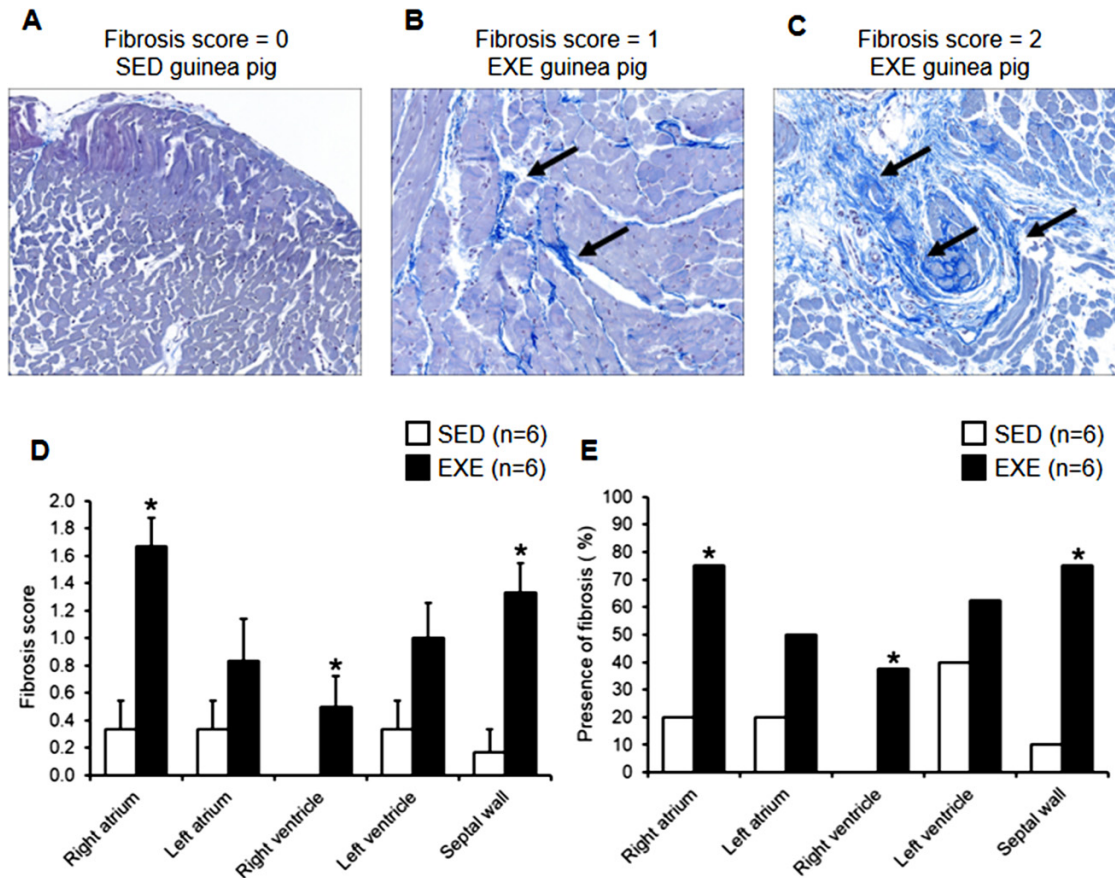 A
Fibrosis score = 0
SED guinea pig
B
Fibrosis score = 1
EXE guinea pig
C
Fibrosis score = 2
EXE guinea pig
D
SED (n=6)
EXE (n=6)
Fibrosis score
2.0
1.8
1.6
1.4
1.2
1.0
0.8
0.6
0.4
0.2
0.0
*
*
*
Right atrium
Left atrium
Right ventricle
Left ventricle
Septal wall
E
SED (n=6)
EXE (n=6)
Presence of fibrosis ( %)
100
90
80
70
60
50
40
30
20
10
0
*
*
*
Right atrium
Left atrium
Right ventricle
Left ventricle
Septal wall